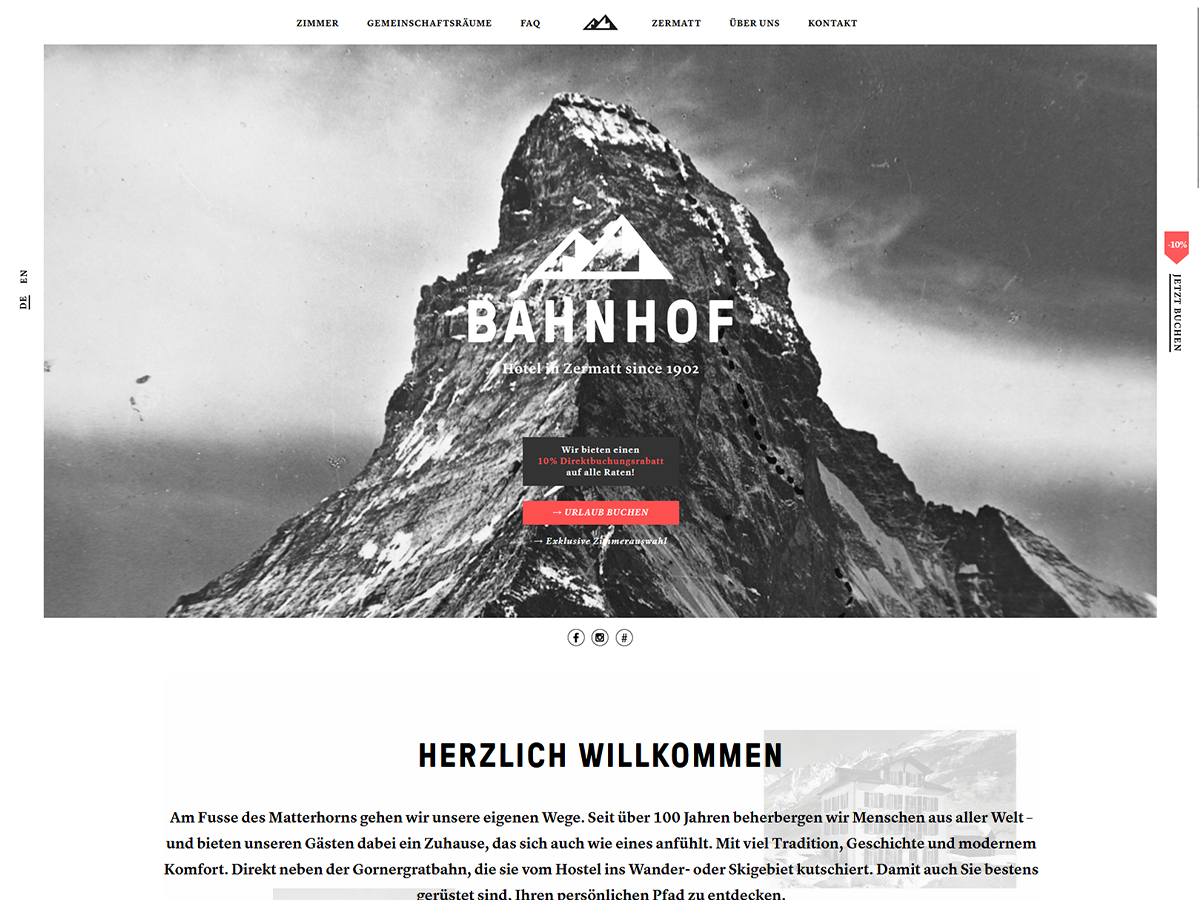 ZIMMER GEMEINSCHAFTSRÄUME FAQ ZERMATT ÜBER UNS KONTAKT
DE EN
-10%
JETZT BUCHEN
BAHNHOF
Hotel in Zermatt since 1902
Wir bieten einen
10% Direktbuchungsrabatt
auf alle Raten!
→ URLAUB BUCHEN
→ Exklusive Zimmerauswahl
#
HERZLICH WILLKOMMEN
Am Fusse des Matterhorns gehen wir unsere eigenen Wege. Seit über 100 Jahren beherbergen wir Menschen aus aller Welt –
und bieten unseren Gästen dabei ein Zuhause, das sich auch wie eines anfühlt. Mit viel Tradition, Geschichte und modernem
Komfort. Direkt neben der Gornergratbahn, die sie vom Hostel ins Wander- oder Skigebiet kutschiert. Damit auch Sie bestens
gerüstet sind, Ihren persönlichen Pfad zu entdecken.